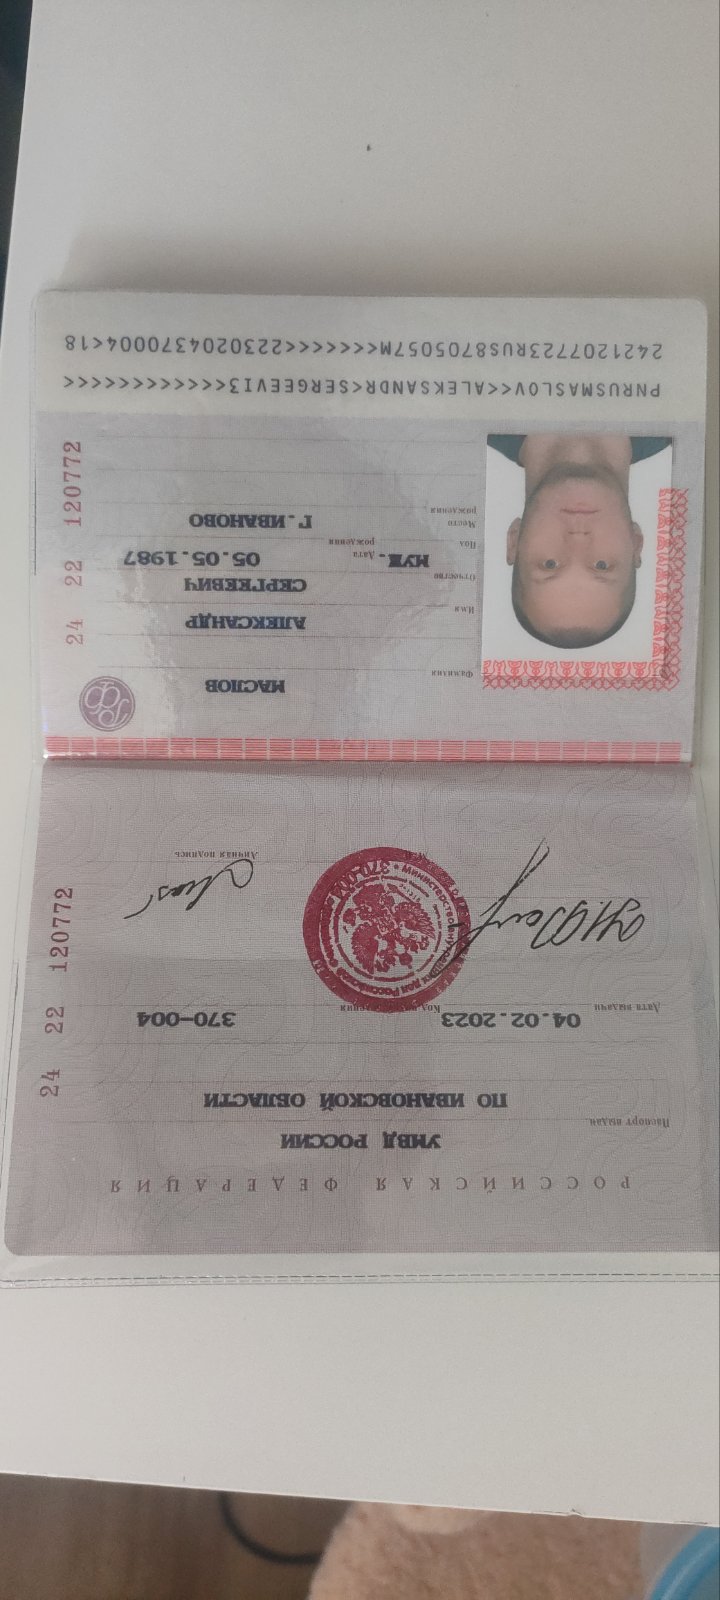 РОССИЙСКАЯ ФЕДЕРАЦИЯ
Паспорт выдан
УМВД РОССИИ
ПО ИВАНОВСКОЙ ОБЛАСТИ
Дата выдачи 04.02.2023 Код подразделения 370-004
Личная подпись
24 22 120772
Фамилия МАСЛОВ
Имя АЛЕКСАНДР
Отчество СЕРГЕЕВИЧ
Пол МУЖ. Дата рождения 05.05.1987
Место рождения Г.ИВАНОВО
24 22 120772
PNRUSMASLOV<<ALEKSANDR<SERGEEVI3<<<<<<<<<<<<
2421207723RUS8705057M<<<<<<<2230204370004<18